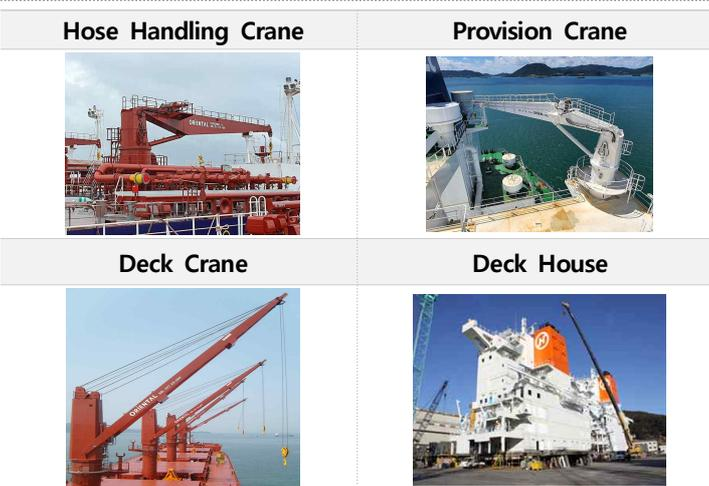 Hose Handling Crane
Provision Crane
ORIENTAL
Deck Crane
Deck House
ORIENTAL